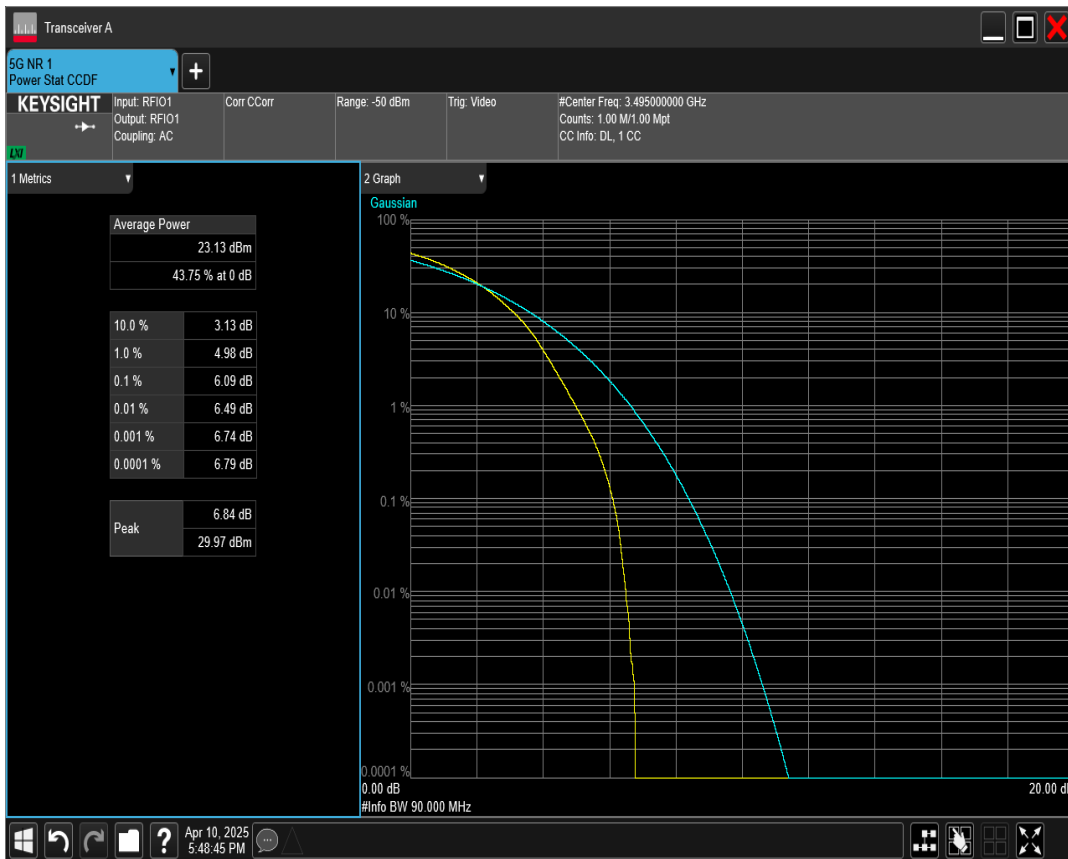 Transceiver A
5G NR 1
Power Stat CCDF
+
KEYSIGHT
LXI
Input: RFIO1
Output: RFIO1
Coupling: AC
Corr CCorr
Range: -50 dBm
Trig: Video
#Center Freq: 3.495000000 GHz
Counts: 1.00 M/1.00 Mpt
CC Info: DL, 1 CC
1 Metrics
Average Power
23.13 dBm
43.75 % at 0 dB
10.0 % 3.13 dB
1.0 % 4.98 dB
0.1 % 6.09 dB
0.01 % 6.49 dB
0.001 % 6.74 dB
0.0001 % 6.79 dB
Peak 6.84 dB
29.97 dBm
2 Graph
Gaussian
100 %
10 %
1 %
0.1 %
0.01 %
0.001 %
0.0001 %
0.00 dB 20.00 d
#Info BW 90.000 MHz
?
Apr 10, 2025
5:48:45 PM